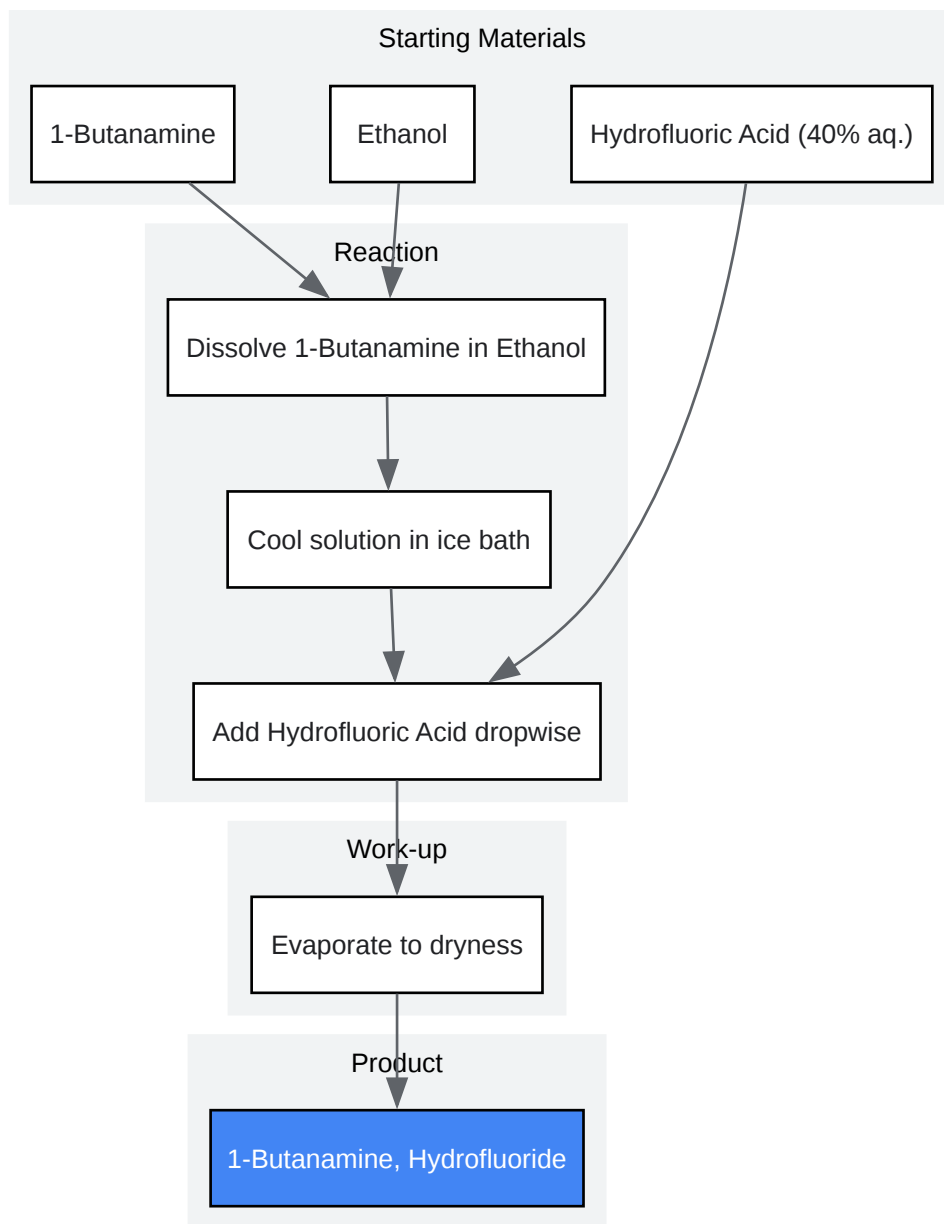 Starting Materials
1-Butanamine
Ethanol
Hydrofluoric Acid (40% aq.)
Reaction
Dissolve 1-Butanamine in Ethanol
Cool solution in ice bath
Add Hydrofluoric Acid dropwise
Work-up
Evaporate to dryness
Product
1-Butanamine, Hydrofluoride